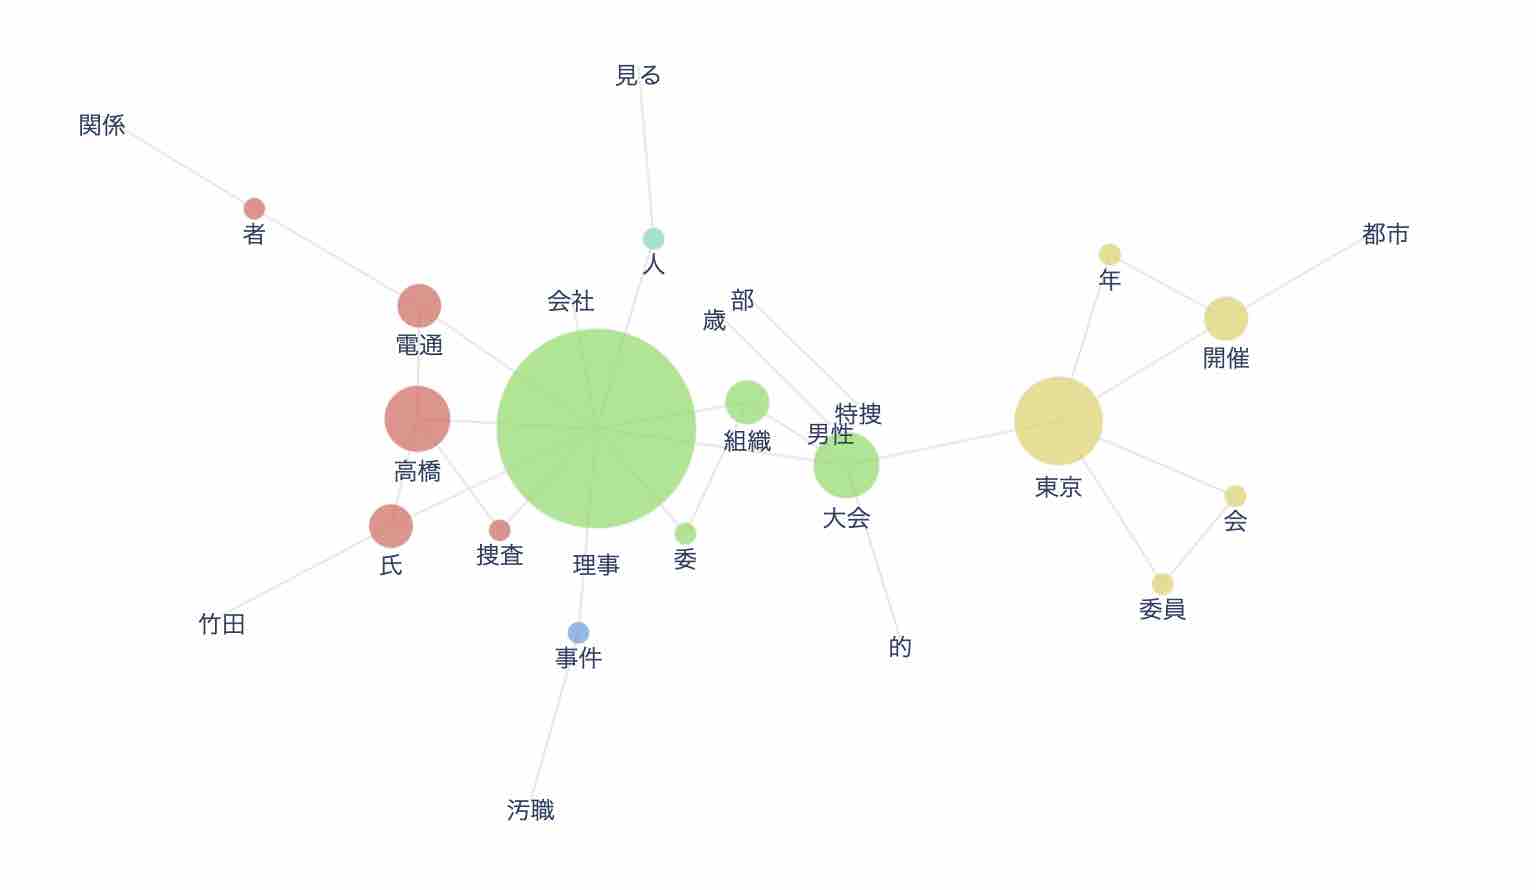 見る
関係
者
都市
人
年
会社
部
歳
電通
開催
特捜
男性
組織
高橋
東京
大会
会
捜査
委
氏
理事
委員
竹田
的
事件
汚職